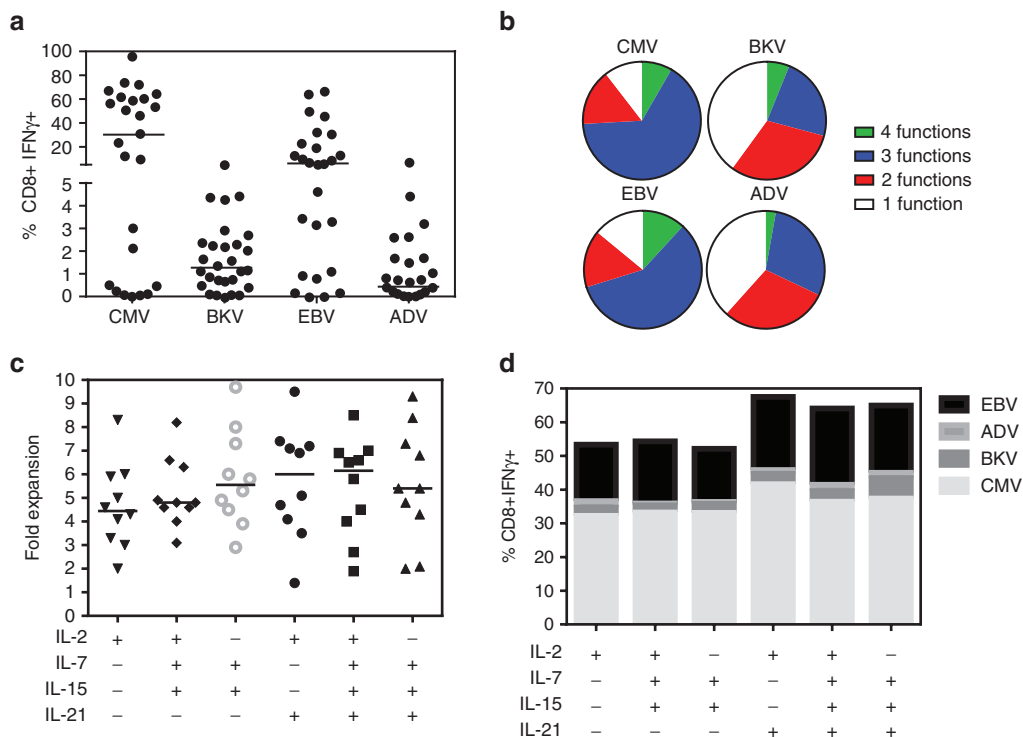 a
% CD8+ IFNγ+
100
80
60
40
20
5
4
3
2
1
0
CMV BKV EBV ADV
b
CMV BKV
EBV ADV
4 functions
3 functions
2 functions
1 function
c
Fold expansion
10
9
8
7
6
5
4
3
2
1
0
IL-2 + + – + + –
IL-7 – + + – + +
IL-15 – + + – + +
IL-21 – – – + + +
d
% CD8+IFNγ+
70
60
50
40
30
20
10
0
EBV
ADV
BKV
CMV
IL-2 + + – + + –
IL-7 – + + – + +
IL-15 – + + – + +
IL-21 – – – + + +